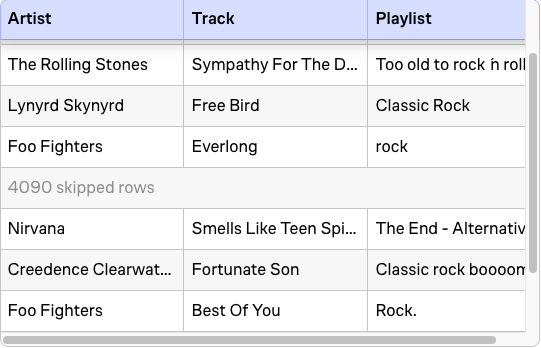 Artist Track Playlist
The Rolling Stones Sympathy For The D... Too old to rock n roll
Lynyrd Skynyrd Free Bird Classic Rock
Foo Fighters Everlong rock
4090 skipped rows
Nirvana Smells Like Teen Spi... The End - Alternativ
Creedence Clearwat... Fortunate Son Classic rock boooom
Foo Fighters Best Of You Rock.